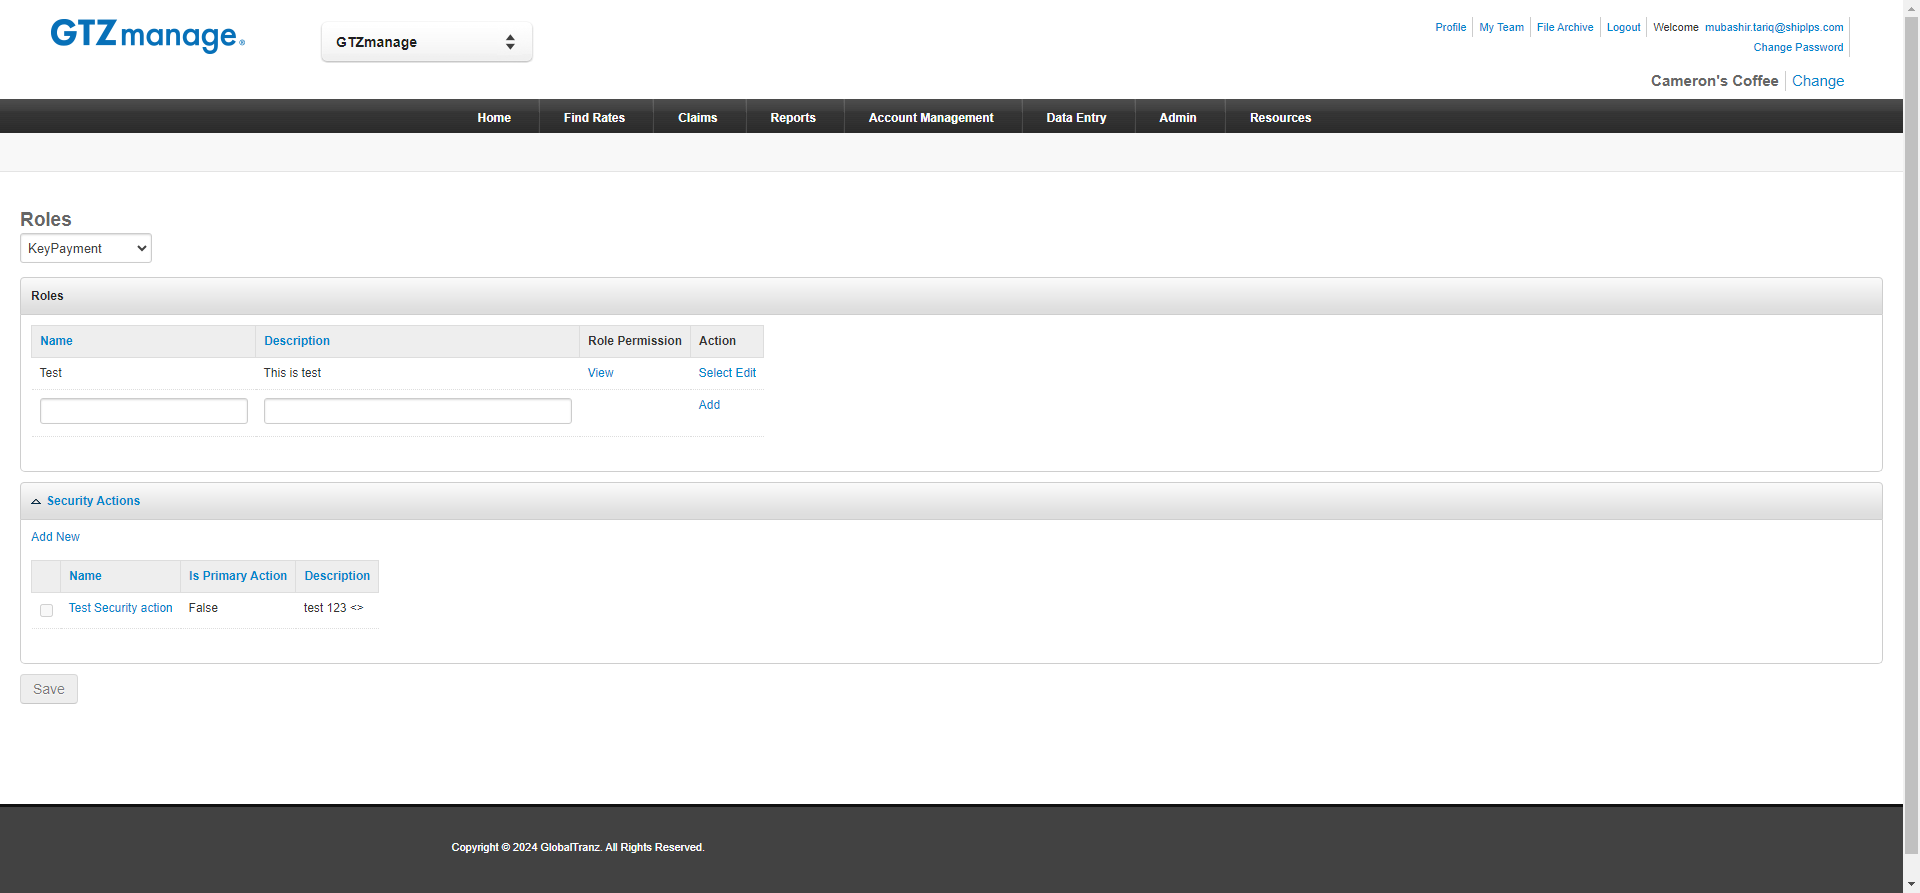 GTZmanage®
GTZmanage
Profile My Team File Archive Logout Welcome mubashir.tariq@shiplps.com
Change Password
Cameron's Coffee Change
Home Find Rates Claims Reports Account Management Data Entry Admin Resources
Roles
KeyPayment
Roles
Name Description Role Permission Action
Test This is test View Select Edit
Add
Security Actions
Add New
Name Is Primary Action Description
Test Security action False test 123 <>
Save
Copyright © 2024 GlobalTranz. All Rights Reserved.